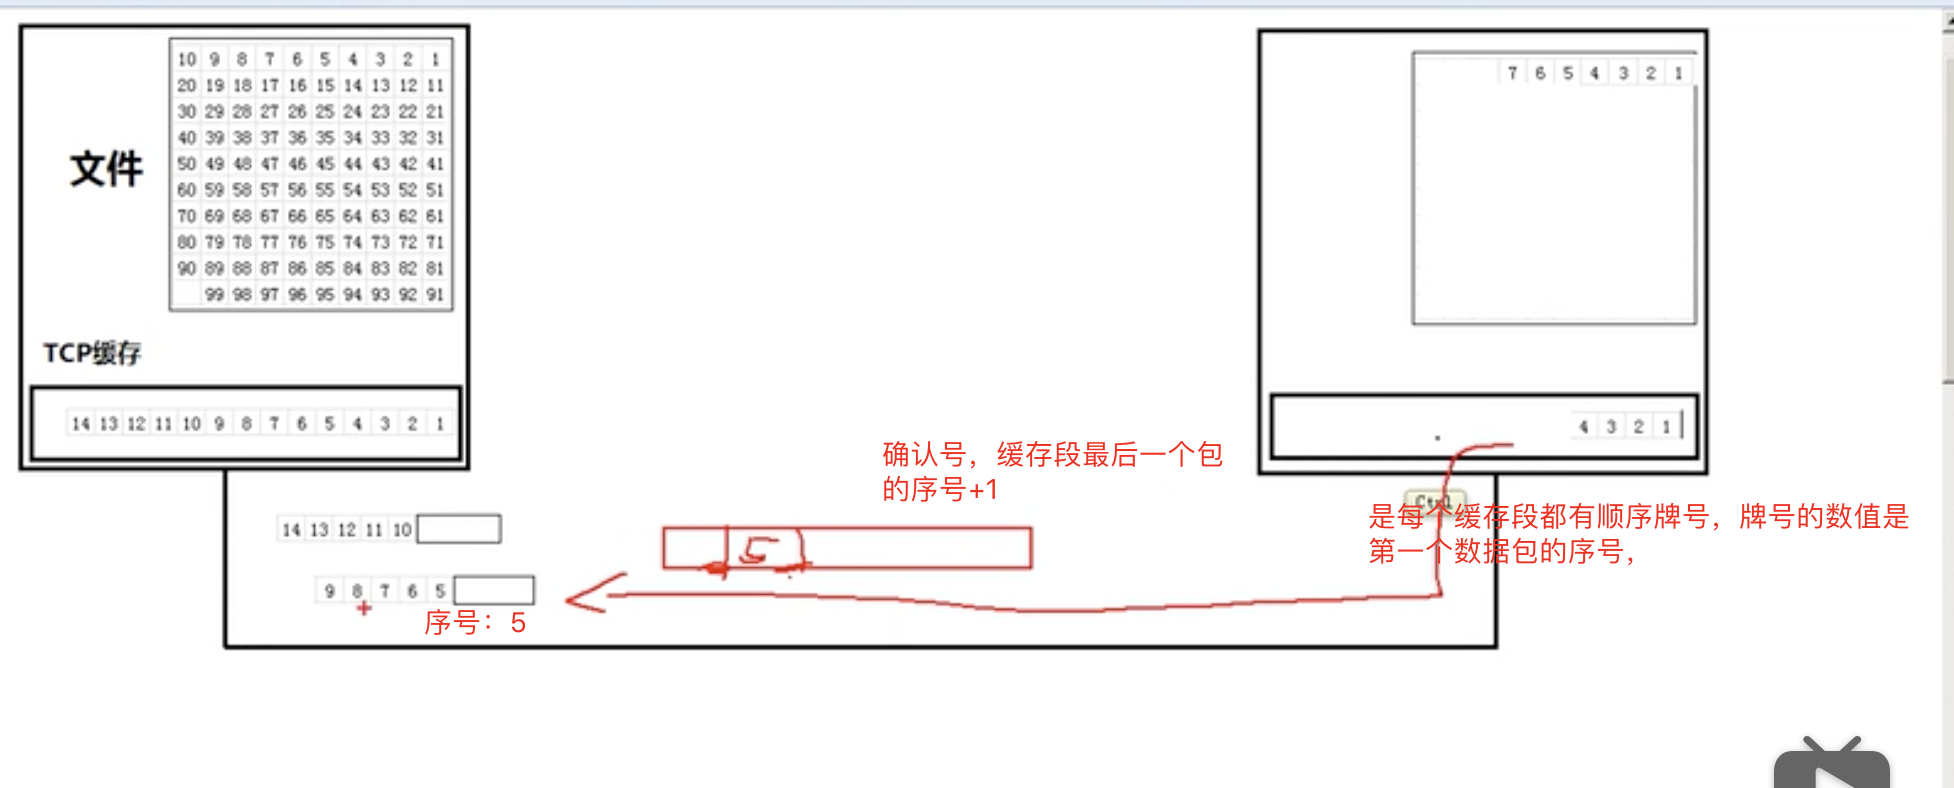 10 9 8 7 6 5 4 3 2 1
20 19 18 17 16 15 14 13 12 11
30 29 28 27 26 25 24 23 22 21
40 39 38 37 36 35 34 33 32 31
50 49 48 47 46 45 44 43 42 41
60 59 58 57 56 55 54 53 52 51
70 69 68 67 66 65 64 63 62 61
80 79 78 77 76 75 74 73 72 71
90 89 88 87 86 85 84 83 82 81
99 98 97 96 95 94 93 92 91
文件
TCP缓存
14 13 12 11 10 9 8 7 6 5 4 3 2 1
7 6 5 4 3 2 1
4 3 2 1
确认号，缓存段最后一个包
的序号+1
Ctrl
是每个缓存段都有顺序牌号，牌号的数值是
第一个数据包的序号，
14 13 12 11 10
5
9 8 7 6 5
序号：5